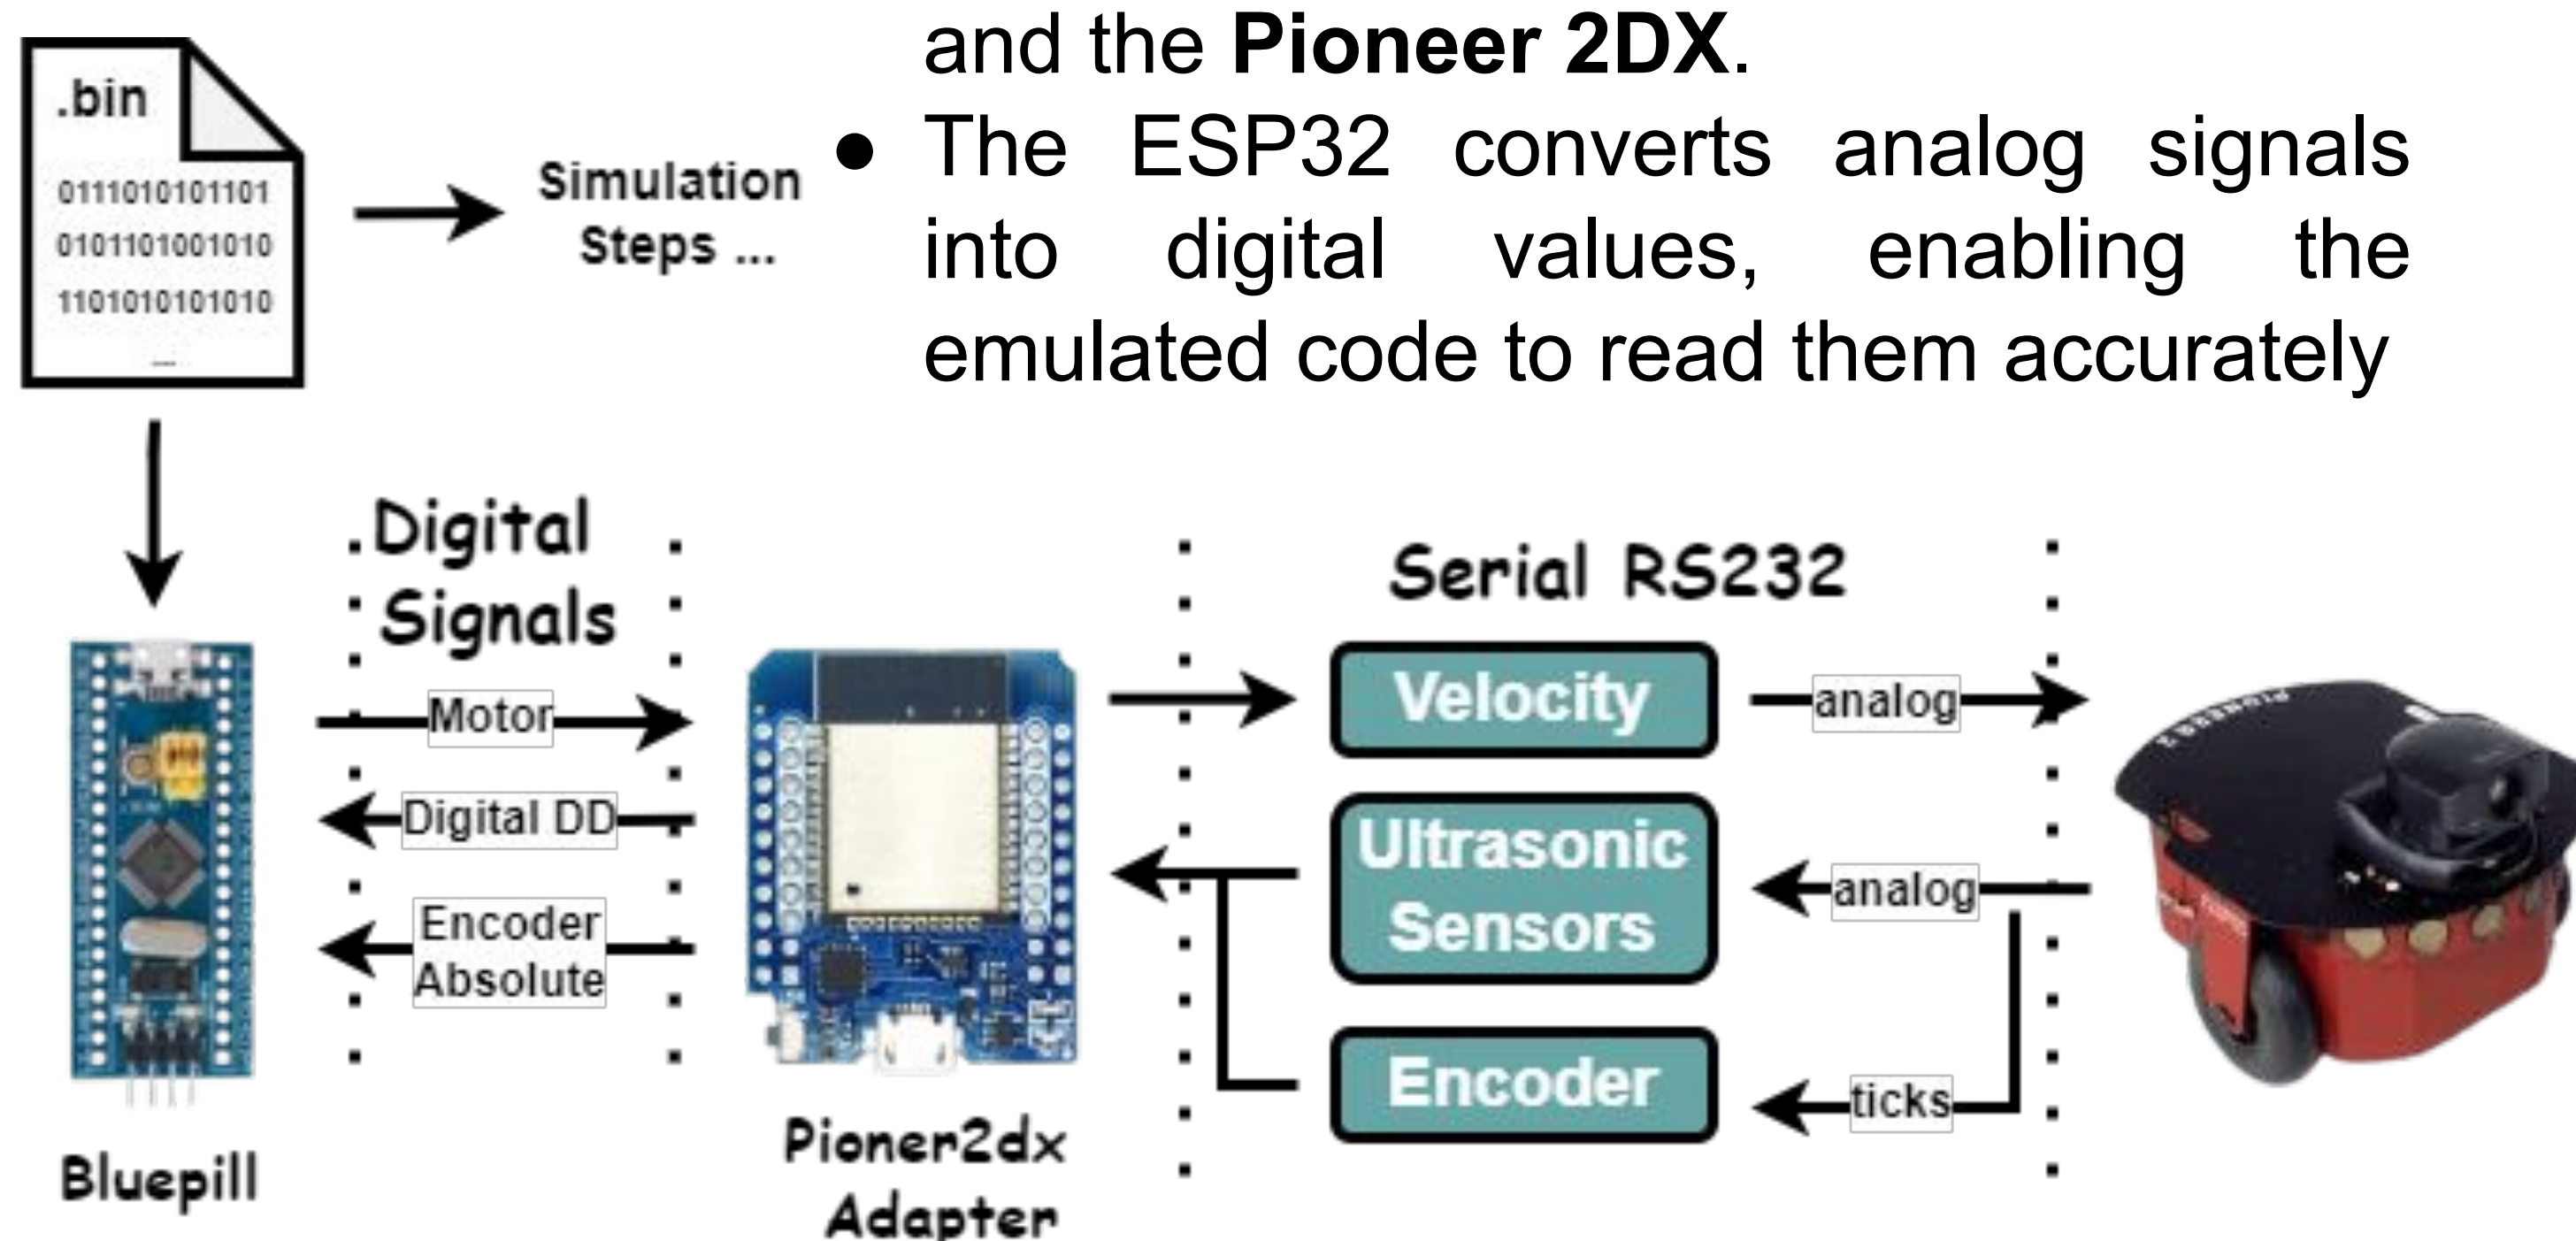 and the Pioneer 2DX.
● The ESP32 converts analog signals
into digital values, enabling the
emulated code to read them accurately
.bin
0111010101101
0101101001010
1101010101010
...
Simulation
Steps ...
Digital
Signals
Motor
Digital DD
Encoder
Absolute
Bluepill
Pioner2dx
Adapter
Serial RS232
Velocity
Ultrasonic
Sensors
Encoder
analog
analog
ticks
PIONEER 3